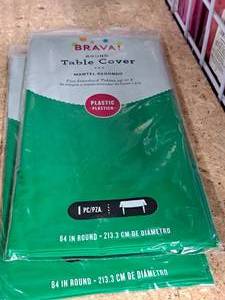 BRAVA!
ROUND
Table Cover
MANTEL REDONDO
PLASTIC
PLÁSTICO
1 PC/PZA.
84 IN ROUND - 213.3 CM DE DIÁMETRO
84 IN ROUND - 213.3 CM DE DIÁMETRO